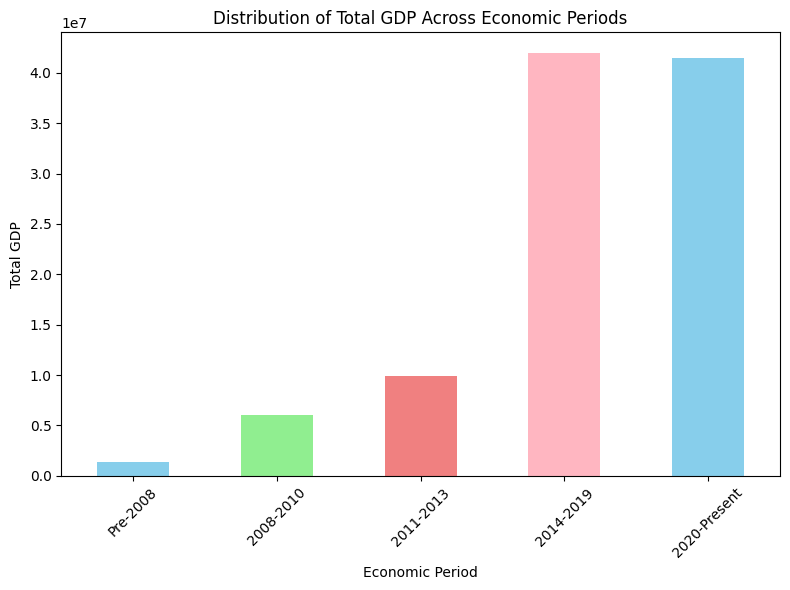 Distribution of Total GDP Across Economic Periods
1e7
4.0
3.5
3.0
2.5
2.0
1.5
1.0
0.5
0.0
Total GDP
Pre-2008
2008-2010
2011-2013
2014-2019
2020-Present
Economic Period